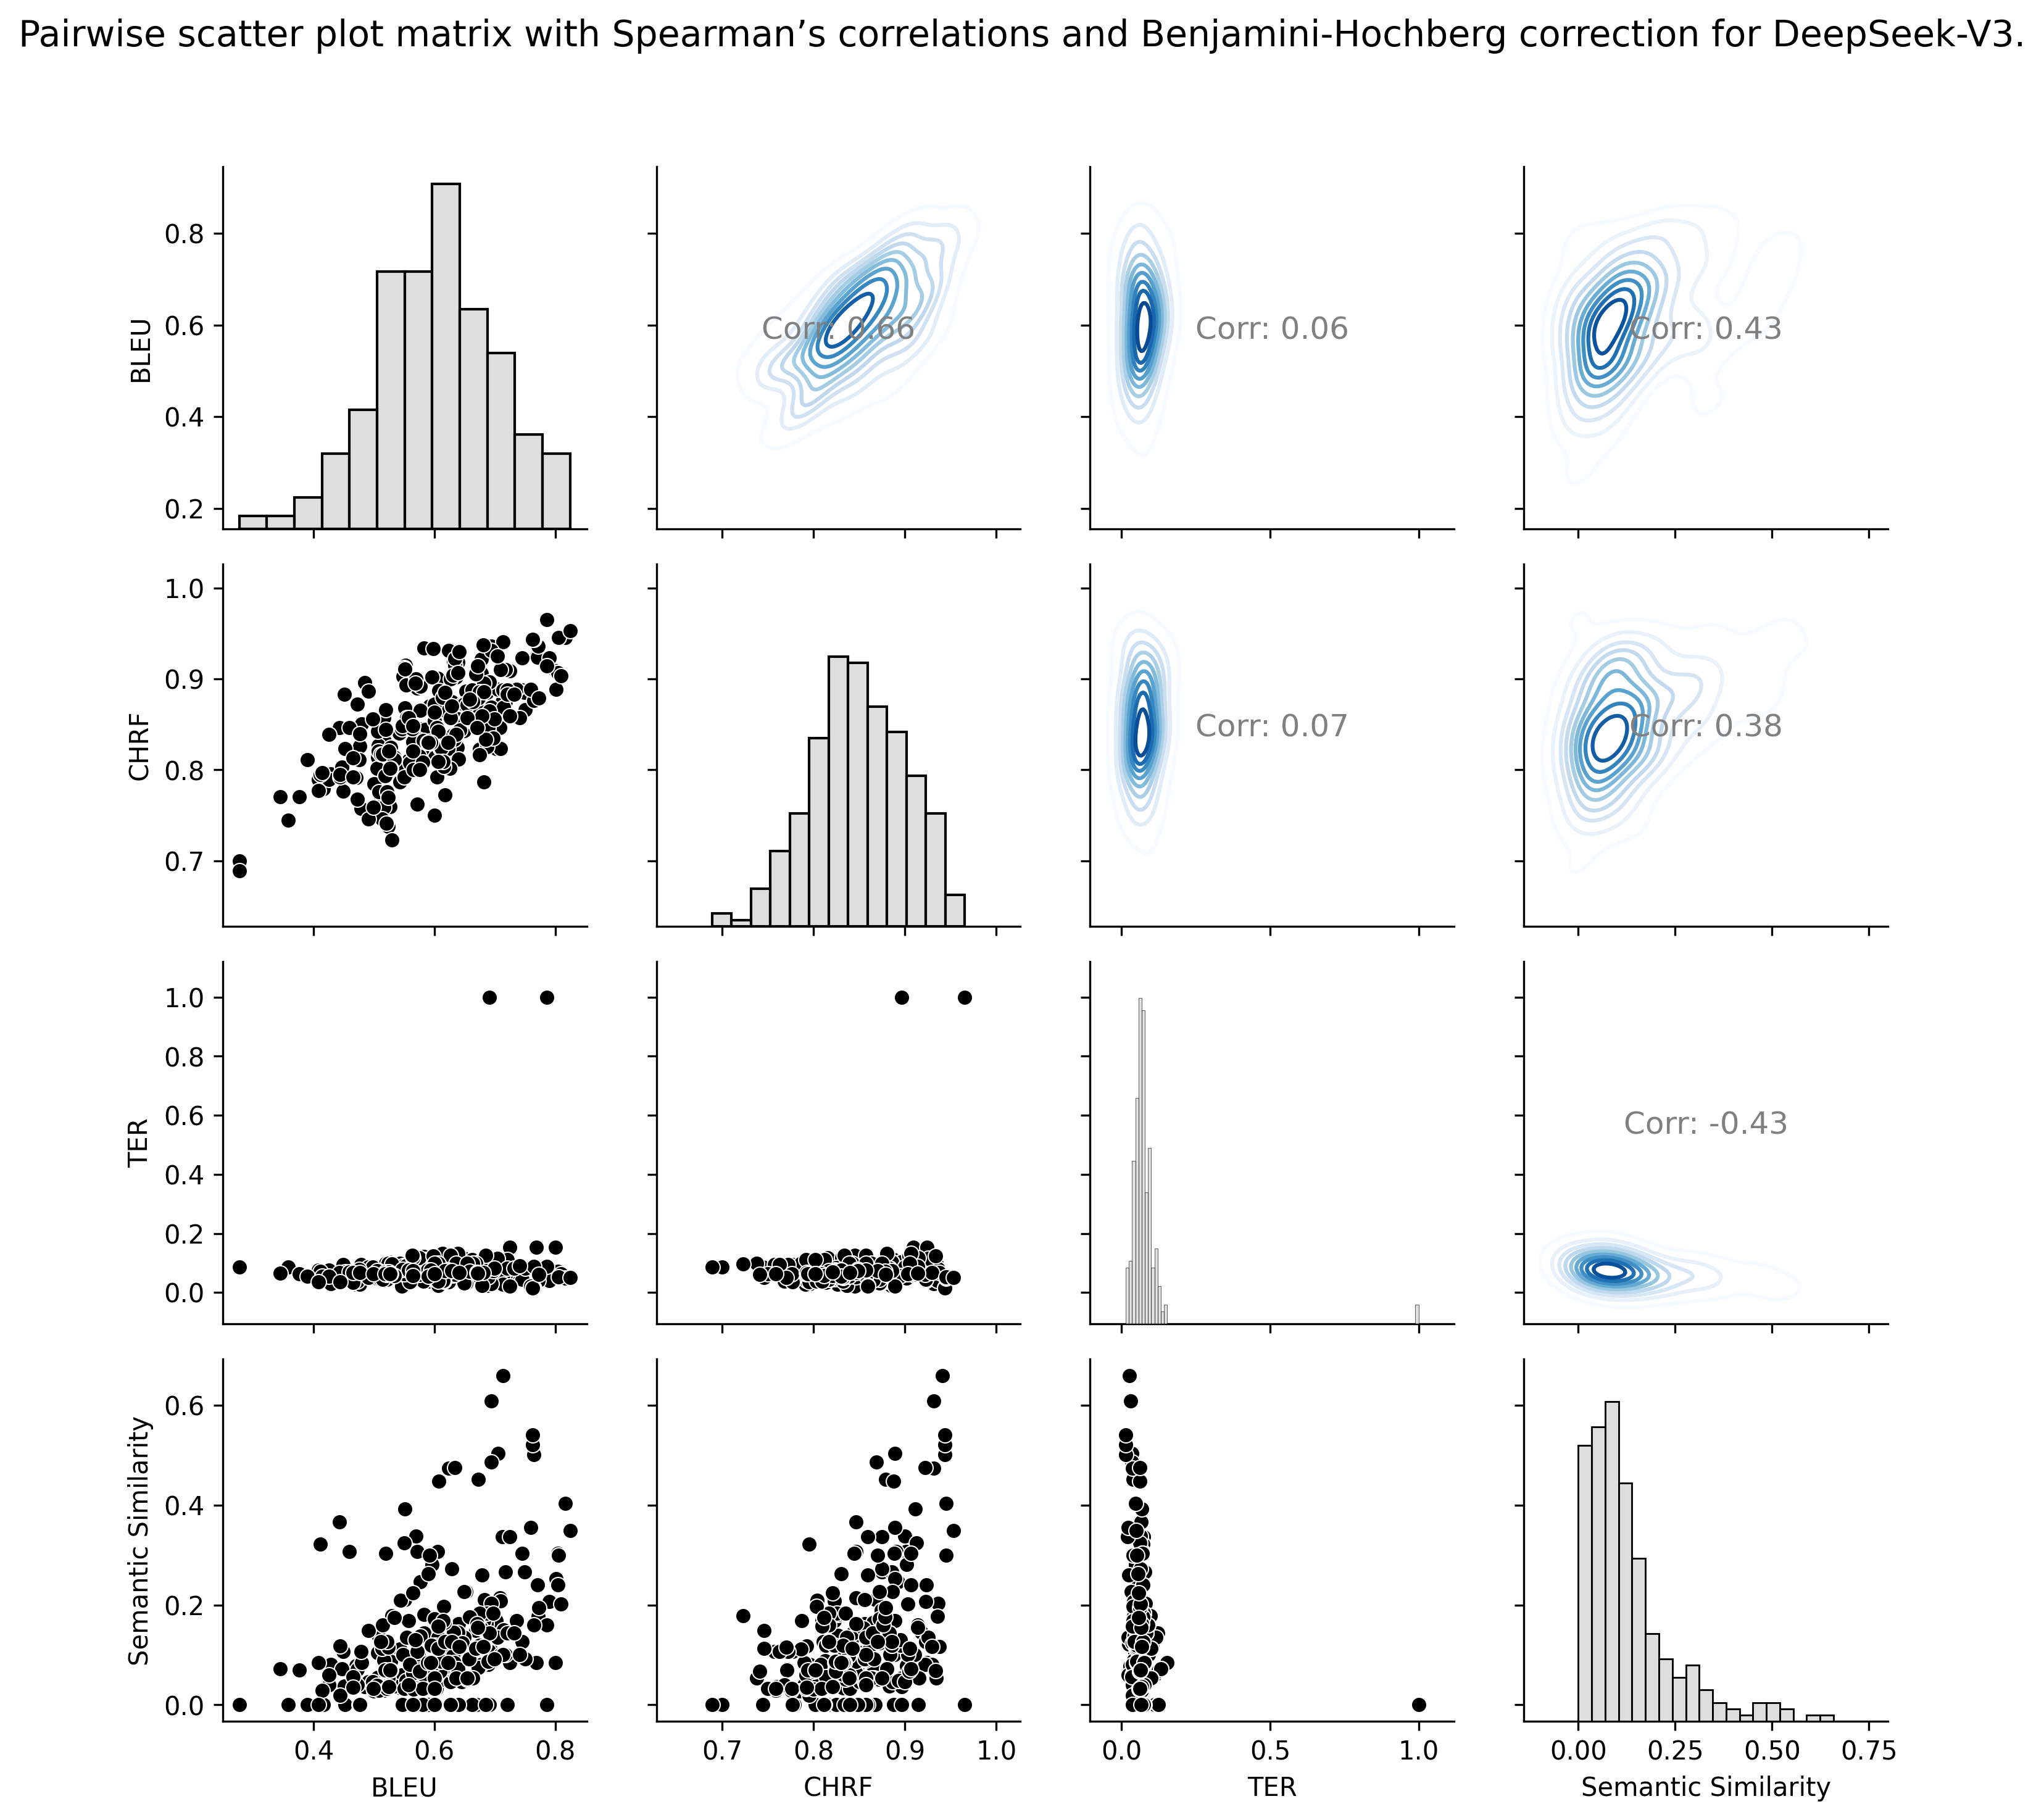 Pairwise scatter plot matrix with Spearman’s correlations and Benjamini-Hochberg correction for DeepSeek-V3.
BLEU
0.8
0.6
0.4
0.2
Corr: 0.66
Corr: 0.06
Corr: 0.43
CHRF
1.0
0.9
0.8
0.7
Corr: 0.07
Corr: 0.38
TER
1.0
0.8
0.6
0.4
0.2
0.0
Corr: -0.43
Semantic Similarity
0.6
0.4
0.2
0.0
0.4 0.6 0.8
0.7 0.8 0.9 1.0
0.0 0.5 1.0
0.00 0.25 0.50 0.75
BLEU
CHRF
TER
Semantic Similarity